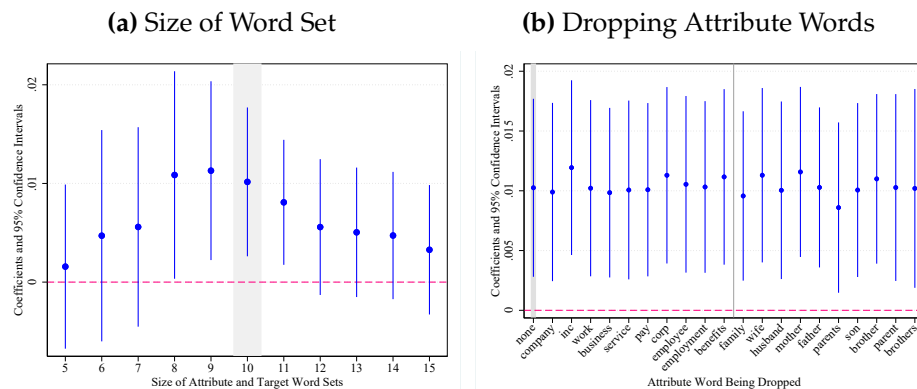 (a) Size of Word Set
Coefficients and 95% Confidence Intervals
.02
.01
0
5 6 7 8 9 10 11 12 13 14 15
Size of Attribute and Target Word Sets
(b) Dropping Attribute Words
Coefficients and 95% Confidence Intervals
.02
.015
.01
.005
0
none
company
inc
work
business
service
pay
corp
employee
employment
benefits
family
wife
husband
mother
father
parents
son
brother
parent
brothers
Attribute Word Being Dropped